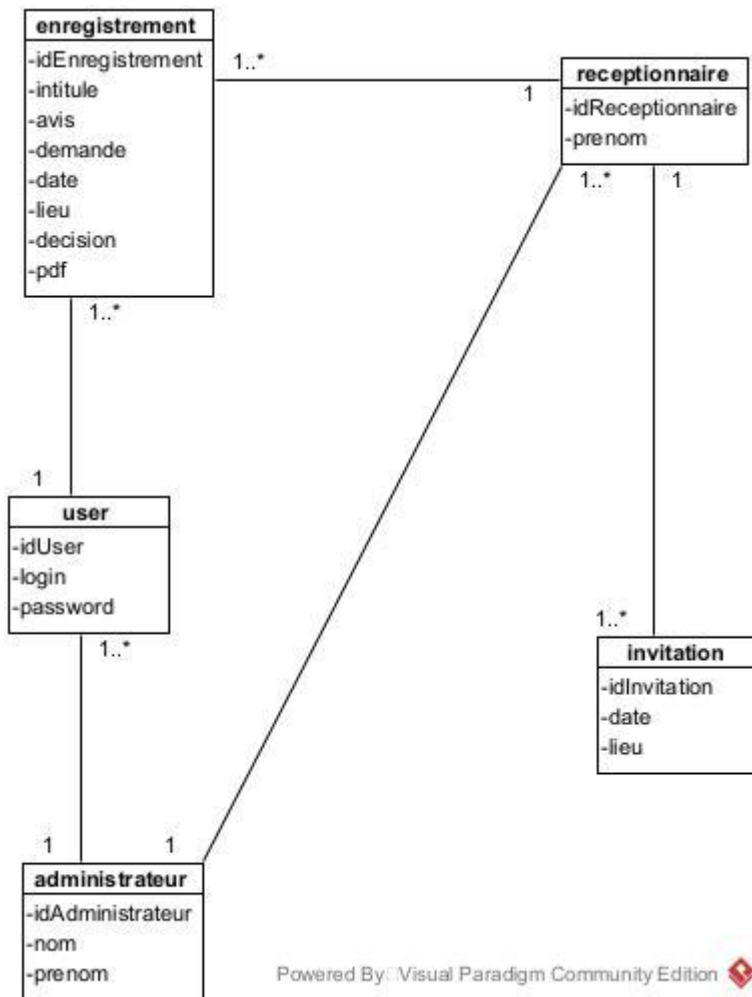 enregistrement
-idEnregistrement
-intitule
-avis
-demande
-date
-lieu
-decision
-pdf
1..*
1
receptionnaire
-idReceptionnaire
-prenom
1..*
1
1..*
1
user
-idUser
-login
-password
1..*
1..*
invitation
-idInvitation
-date
-lieu
1
1
administrateur
-idAdministrateur
-nom
-prenom
Powered By Visual Paradigm Community Edition